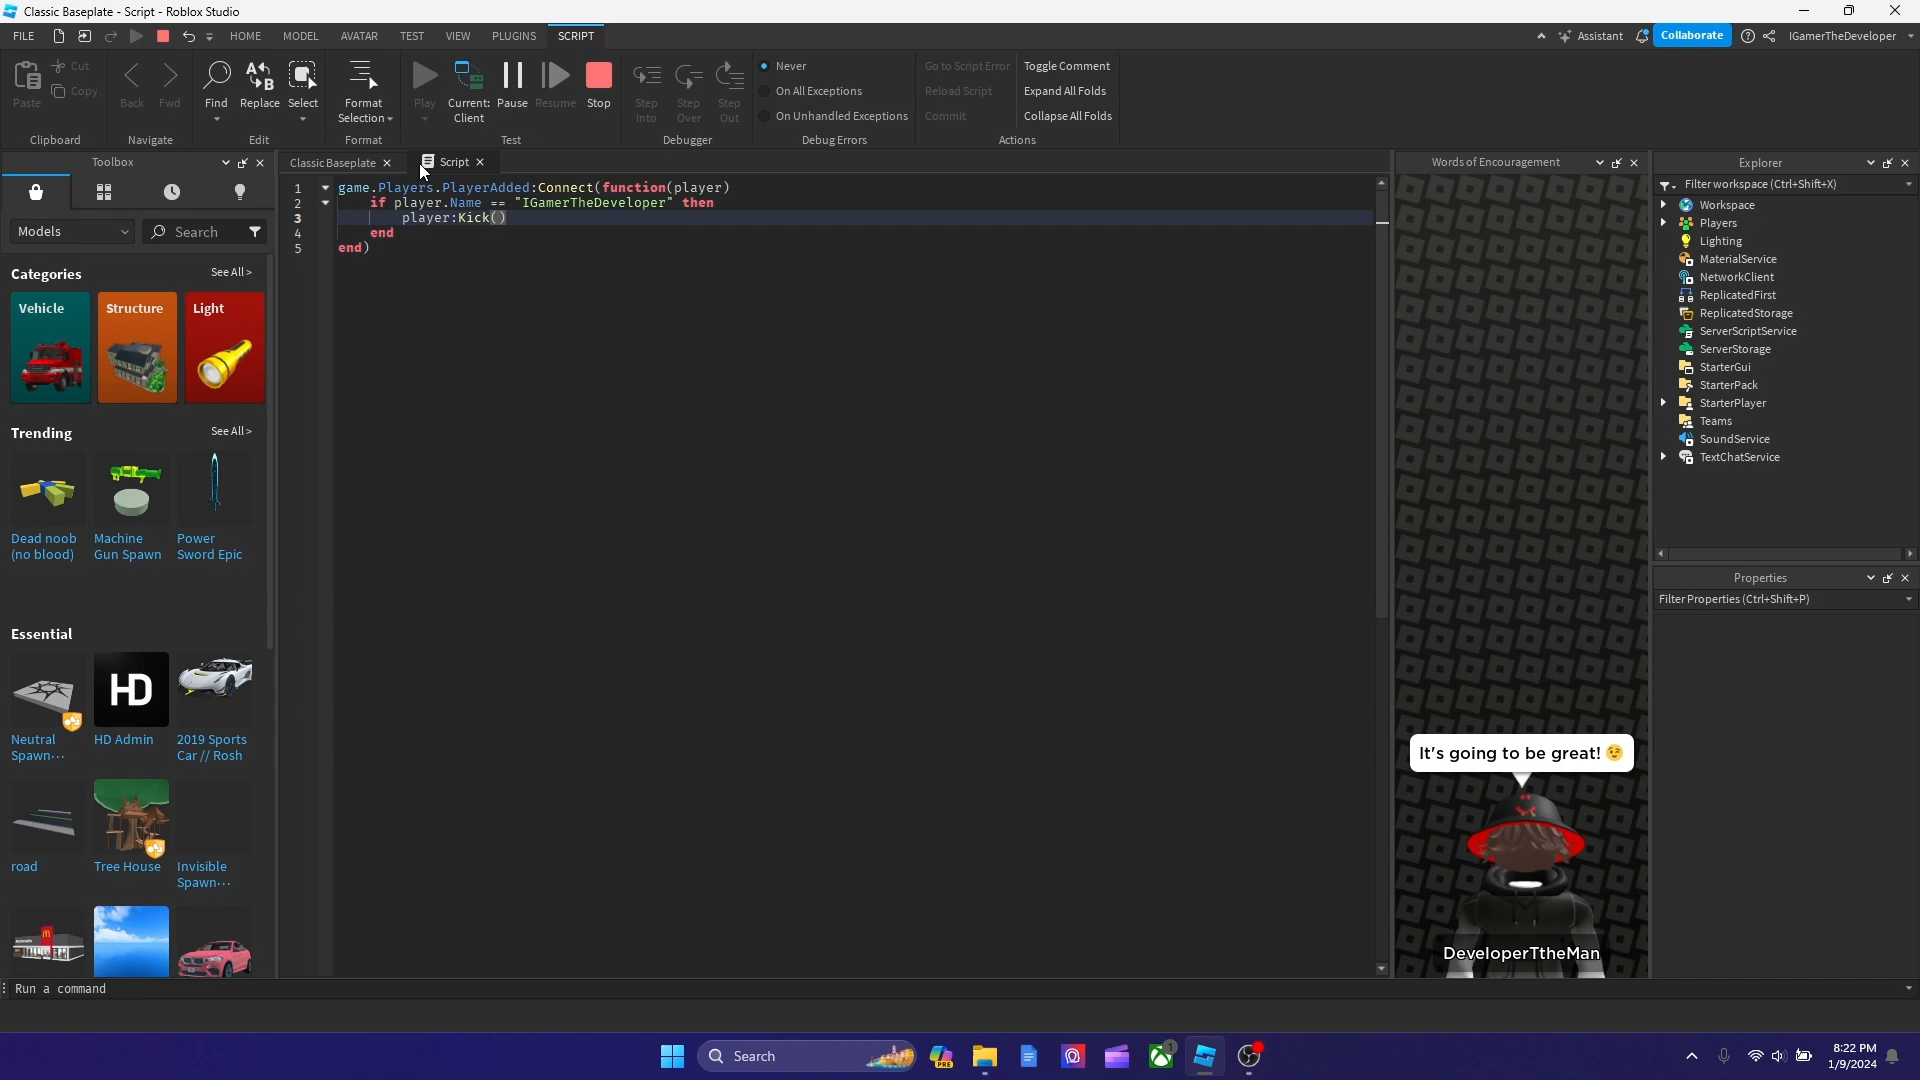 Classic Baseplate - Script - Roblox Studio
FILE HOME MODEL AVATAR TEST VIEW PLUGINS SCRIPT Assistant Collaborate IGamerTheDeveloper
Paste Cut Copy
Clipboard
Back Fwd
Navigate
Find Replace Select
Edit
Format Selection
Format
Play Current: Client Pause Resume Stop
Test
Step Into Step Over Step Out
Debugger
Never
On All Exceptions
On Unhandled Exceptions
Debug Errors
Go to Script Error Toggle Comment
Reload Script Expand All Folds
Commit Collapse All Folds
Actions
Toolbox
Models Search
Categories See All >
Vehicle Structure Light
Trending See All >
Dead noob (no blood)
Machine Gun Spawn
Power Sword Epic
Essential
Neutral Spawn...
HD
HD Admin
2019 Sports Car // Rosh
road
Tree House
Invisible Spawn...
Classic Baseplate Script
1 game.Players.PlayerAdded:Connect(function(player)
2 if player.Name == "IGamerTheDeveloper" then
3 player:Kick()
4 end
5 end)
Words of Encouragement
It's going to be great! 😉
DeveloperTtheMan
Explorer
Filter workspace (Ctrl+Shift+X)
Workspace
Players
Lighting
MaterialService
NetworkClient
ReplicatedFirst
ReplicatedStorage
ServerScriptService
ServerStorage
StarterGui
StarterPack
StarterPlayer
Teams
SoundService
TextChatService
Properties
Filter Properties (Ctrl+Shift+P)
Run a command
Search
PRE
1
8:22 PM
1/9/2024